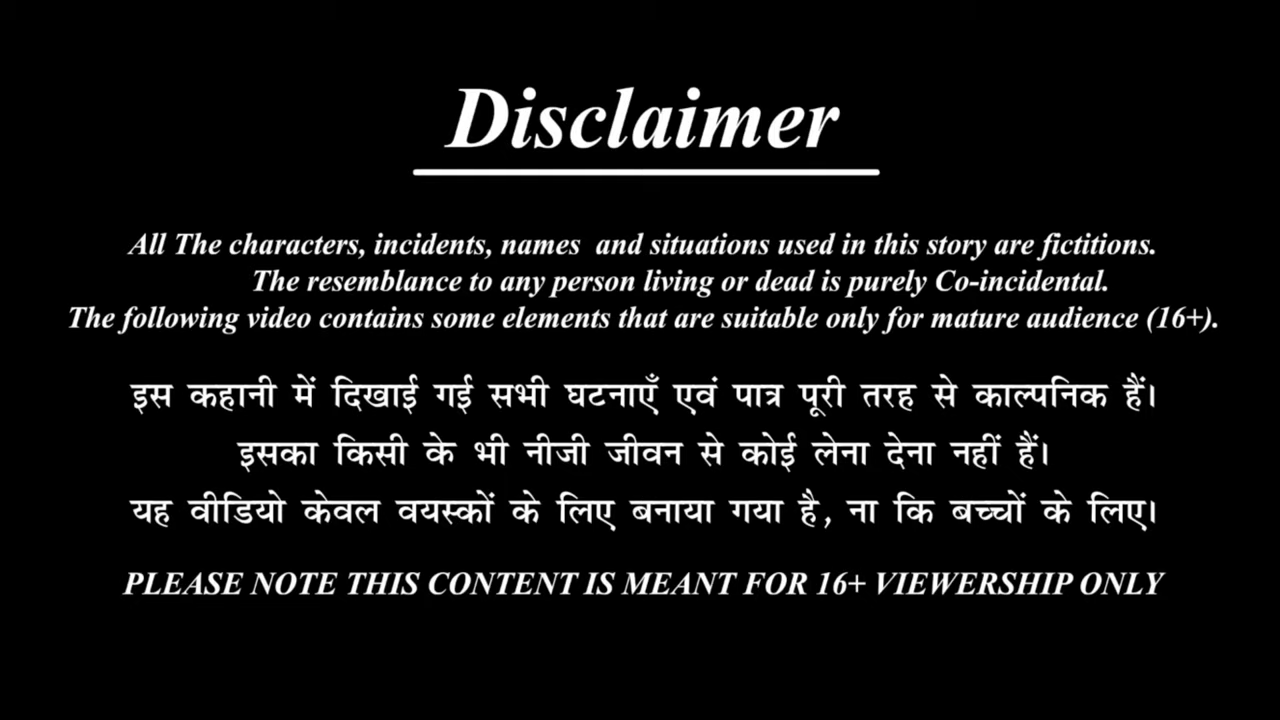 Disclaimer
All The characters, incidents, names and situations used in this story are fictitions.
The resemblance to any person living or dead is purely Co-incidental.
The following video contains some elements that are suitable only for mature audience (16+).
इस कहानी में दिखाई गई सभी घटनाएँ एवं पात्र पूरी तरह से काल्पनिक हैं।
इसका किसी के भी नीजी जीवन से कोई लेना देना नहीं हैं।
यह वीडियो केवल वयस्कों के लिए बनाया गया है, ना कि बच्चों के लिए।
PLEASE NOTE THIS CONTENT IS MEANT FOR 16+ VIEWERSHIP ONLY